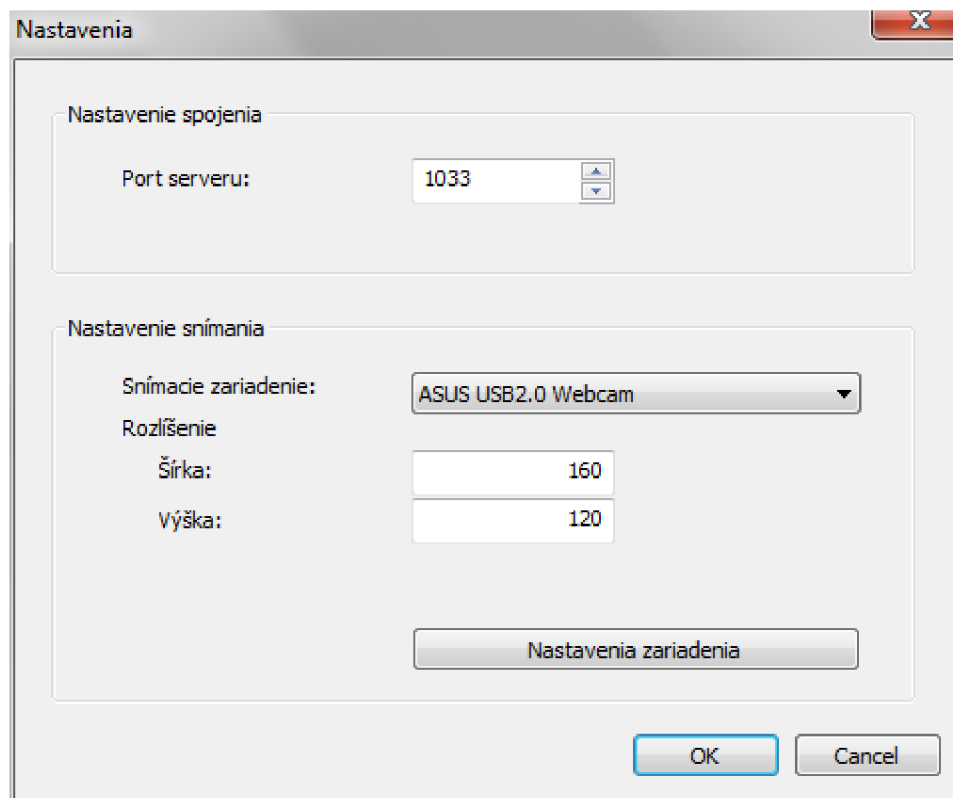 Nastavenia
Nastavenie spojenia
Port serveru: 1033
Nastavenie snímania
Snímacie zariadenie: ASUS USB2.0 Webcam
Rozlíšenie
Šírka: 160
Výška: 120
Nastavenia zariadenia
OK Cancel